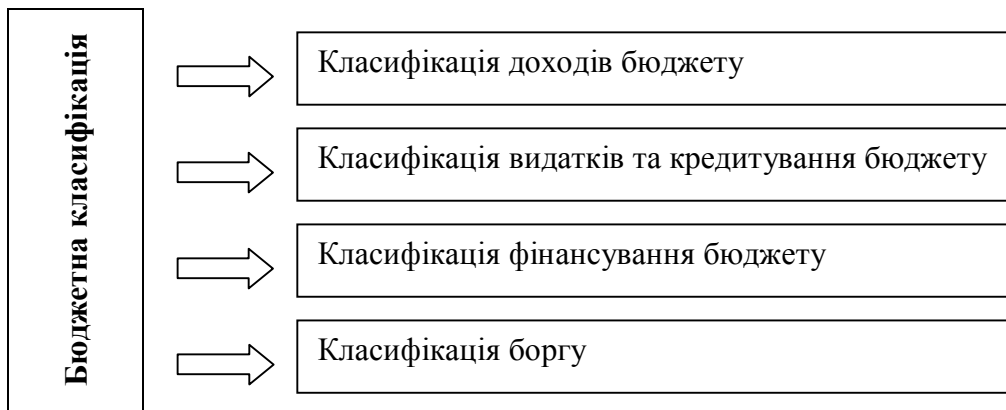 Бюджетна класифікація
Класифікація доходів бюджету
Класифікація видатків та кредитування бюджету
Класифікація фінансування бюджету
Класифікація боргу